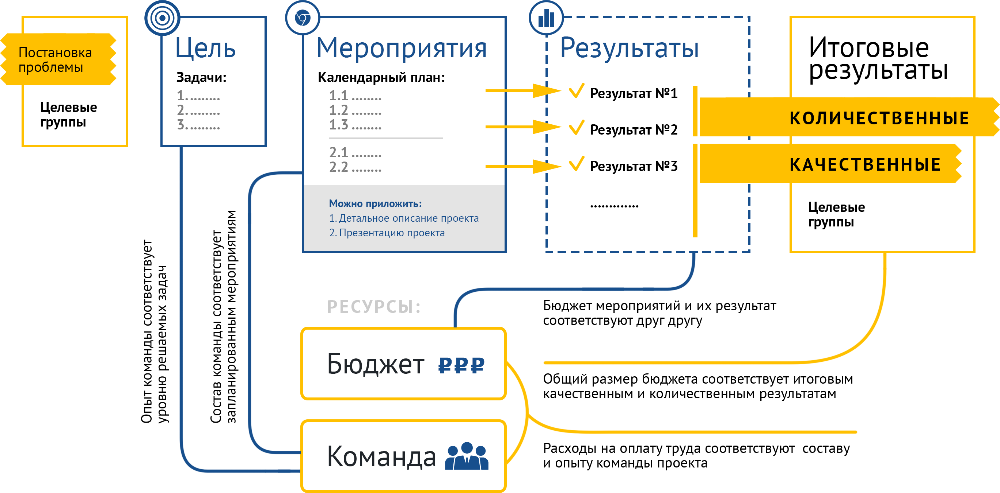 Постановка
проблемы
Целевые
группы
Цель
Задачи:
1. ........
2. ........
3. ........
Мероприятия
Календарный план:
1.1 ........
1.2 ........
1.3 ........
2.1 ........
2.2 ........
Можно приложить:
1. Детальное описание проекта
2. Презентацию проекта
Результаты
Результат №1
Результат №2
Результат №3
.............
Итоговые
результаты
КОЛИЧЕСТВЕННЫЕ
КАЧЕСТВЕННЫЕ
Целевые
группы
Опыт команды соответствует
уровню решаемых задач
Состав команды соответствует
запланированным мероприятиям
РЕСУРСЫ:
Бюджет ₽₽₽
Команда
Бюджет мероприятий и их результат
соответствуют друг другу
Общий размер бюджета соответствует итоговым
качественным и количественным результатам
Расходы на оплату труда соответствуют составу
и опыту команды проекта